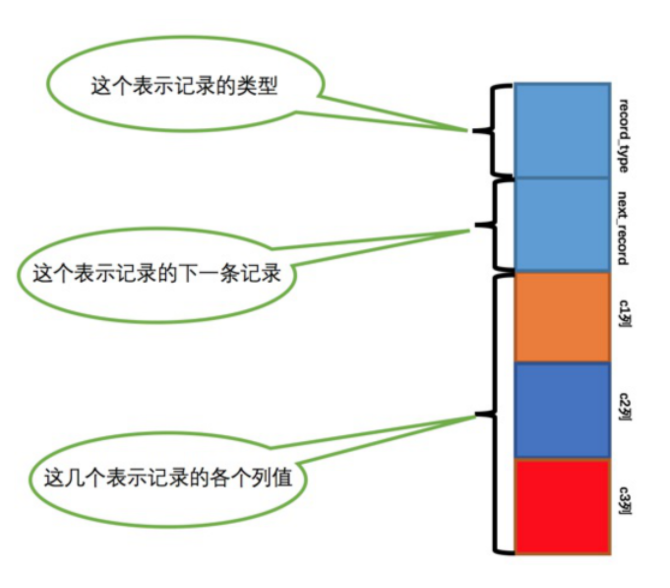 这个表示记录的类型
record_type
next_record
这个表示记录的下一条记录
c1列
c2列
这几个表示记录的各个列值
c3列